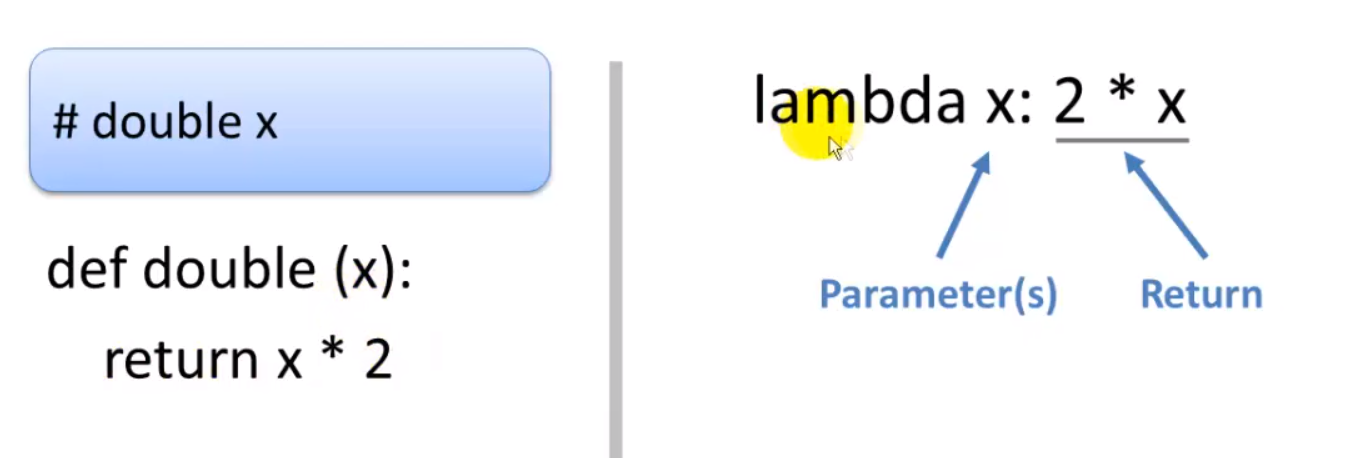 # double x
def double (x):
return x * 2
lambda x: 2 * x
Parameter(s)
Return